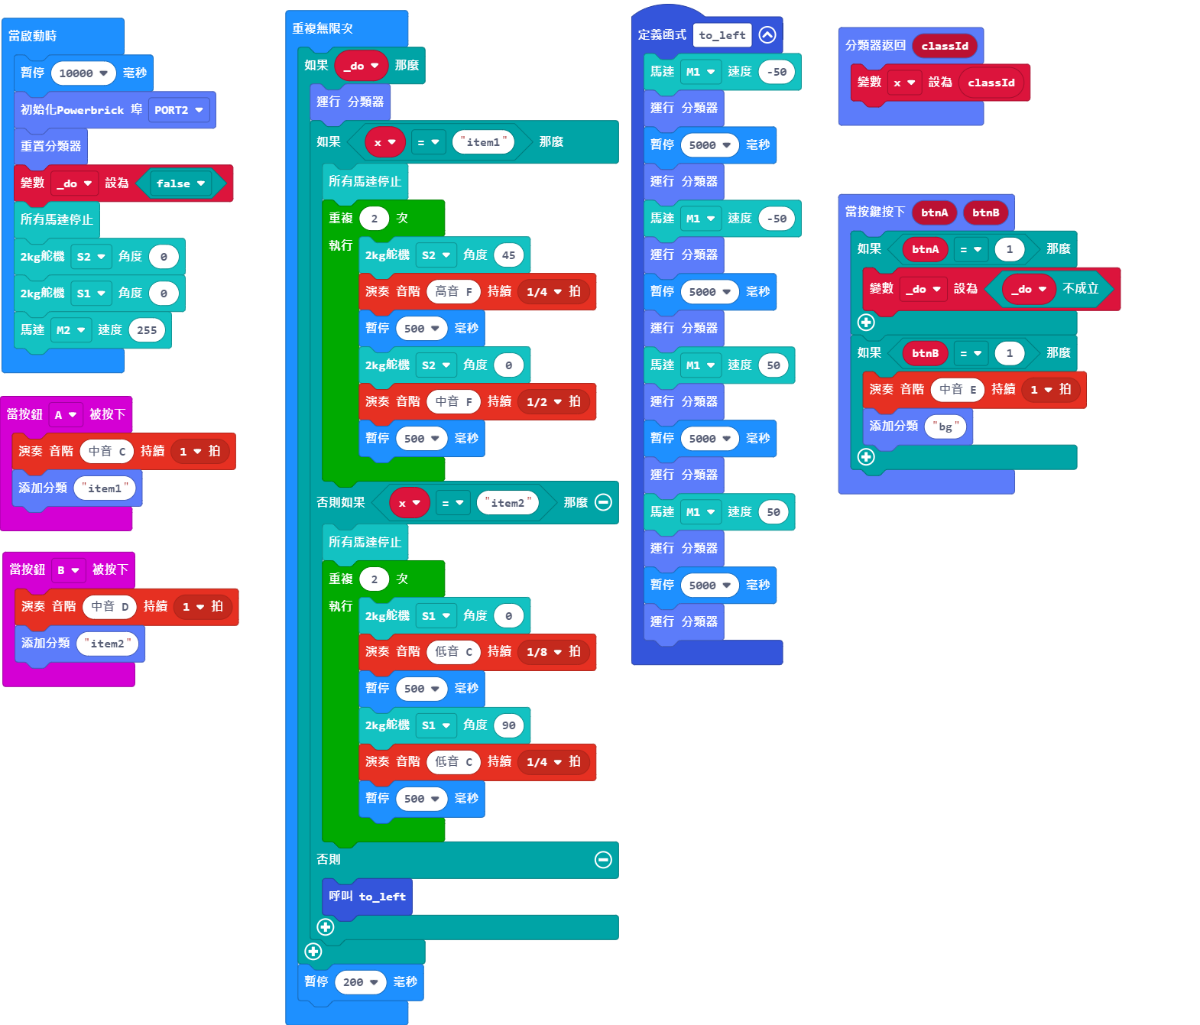 當啟動時
暫停 10000 毫秒
初始化Powerbrick 埠 PORT2
重置分類器
變數 _do 設為 false
所有馬達停止
2kg舵機 S2 角度 0
2kg舵機 S1 角度 0
馬達 M2 速度 255
當按鈕 A 被按下
演奏 音階 中音 C 持續 1 拍
添加分類 "item1"
當按鈕 B 被按下
演奏 音階 中音 D 持續 1 拍
添加分類 "item2"
重複無限次
如果 _do 那麼
運行 分類器
如果 x = "item1" 那麼
所有馬達停止
重複 2 次
執行
2kg舵機 S2 角度 45
演奏 音階 高音 F 持續 1/4 拍
暫停 500 毫秒
2kg舵機 S2 角度 0
演奏 音階 中音 F 持續 1/2 拍
暫停 500 毫秒
否則如果 x = "item2" 那麼
所有馬達停止
重複 2 次
執行
2kg舵機 S1 角度 0
演奏 音階 低音 C 持續 1/8 拍
暫停 500 毫秒
2kg舵機 S1 角度 90
演奏 音階 低音 C 持續 1/4 拍
暫停 500 毫秒
否則
呼叫 to_left
暫停 200 毫秒
定義函式 to_left
馬達 M1 速度 -50
運行 分類器
暫停 5000 毫秒
運行 分類器
馬達 M1 速度 -50
運行 分類器
暫停 5000 毫秒
運行 分類器
馬達 M1 速度 50
運行 分類器
暫停 5000 毫秒
運行 分類器
馬達 M1 速度 50
運行 分類器
暫停 5000 毫秒
運行 分類器
分類器返回 classId
變數 x 設為 classId
當按鍵按下 btnA btnB
如果 btnA = 1 那麼
變數 _do 設為 _do 不成立
如果 btnB = 1 那麼
演奏 音階 中音 E 持續 1 拍
添加分類 "bg"